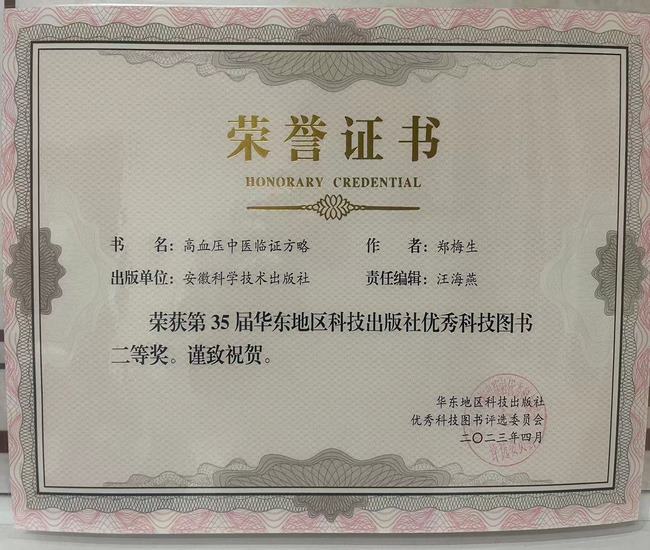 荣誉证书
HONORARY CREDENTIAL
书 名：高血压中医临证方略 作 者：郑梅生
出版单位：安徽科学技术出版社 责任编辑：汪海燕
荣获第35届华东地区科技出版社优秀科技图书
二等奖。谨致祝贺。
华东地区科技出版社
优秀科技图书评选委员会
二〇二三年四月